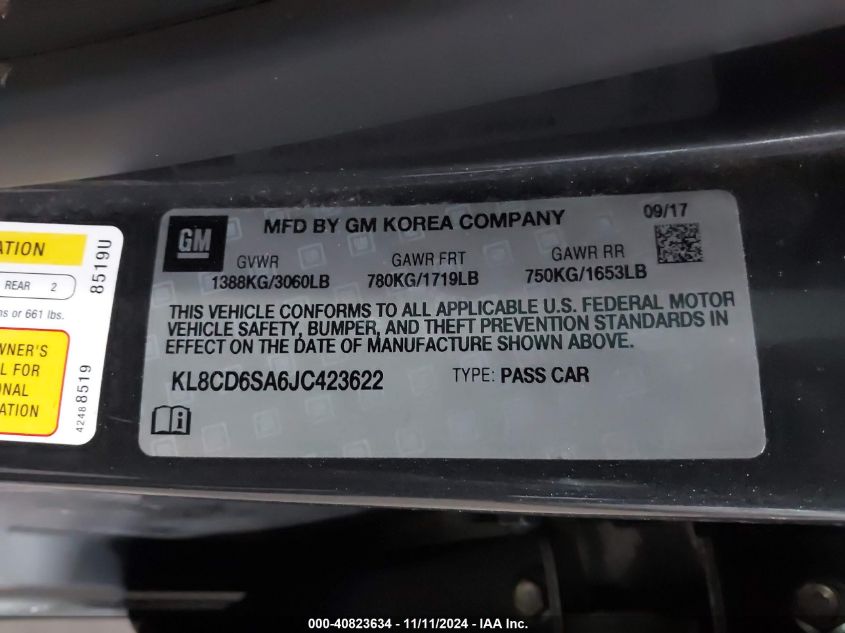 ATION
REAR 2
ns or 661 lbs.
WNER'S
L FOR
ONAL
ATION
8519U
42488519
GM
MFD BY GM KOREA COMPANY
09/17
GVWR GAWR FRT GAWR RR
1388KG/3060LB 780KG/1719LB 750KG/1653LB
THIS VEHICLE CONFORMS TO ALL APPLICABLE U.S. FEDERAL MOTOR
VEHICLE SAFETY, BUMPER, AND THEFT PREVENTION STANDARDS IN
EFFECT ON THE DATE OF MANUFACTURE SHOWN ABOVE.
KL8CD6SA6JC423622 TYPE: PASS CAR
000-40823634 - 11/11/2024 - IAA Inc.